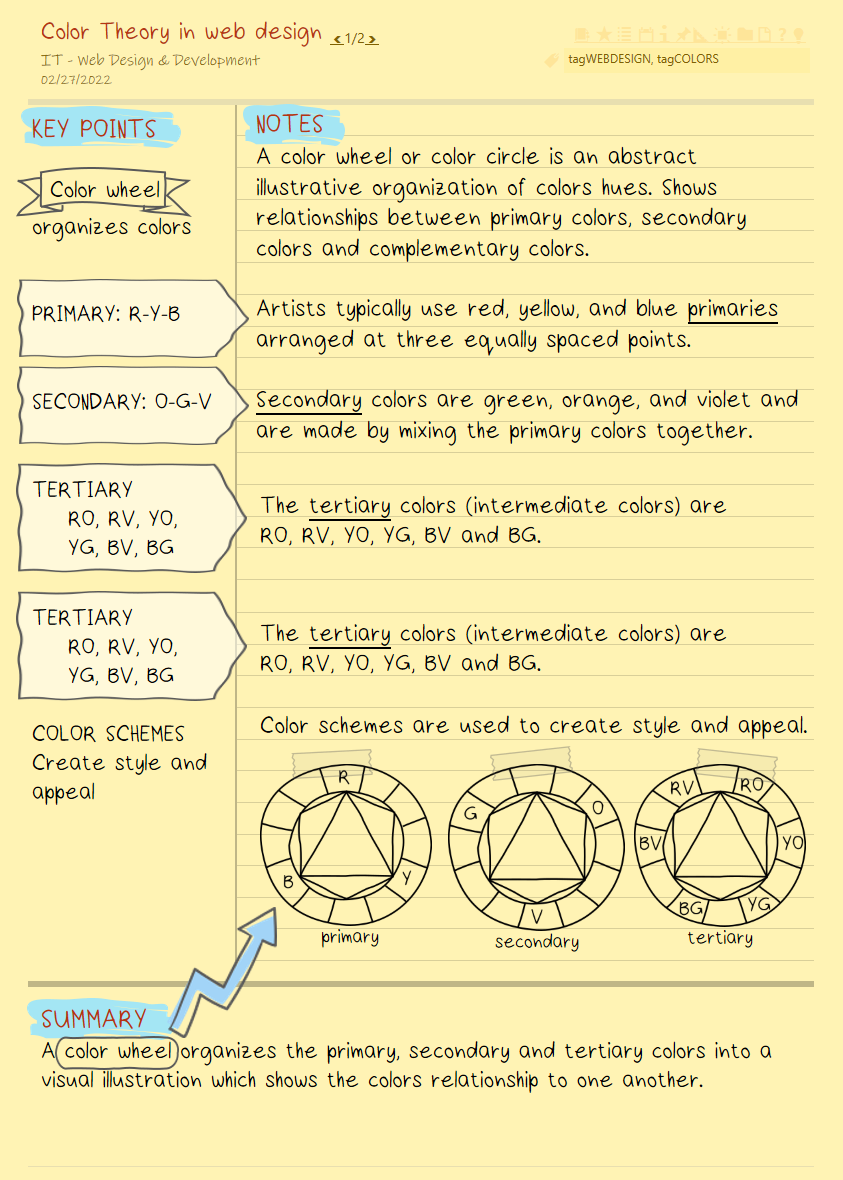 Color Theory in web design <1/2>
IT - Web Design & Development
02/27/2022
tagWEBDESIGN, tagCOLORS
KEY POINTS
Color wheel
organizes colors
PRIMARY: R-Y-B
SECONDARY: O-G-V
TERTIARY
RO, RV, YO,
YG, BV, BG
TERTIARY
RO, RV, YO,
YG, BV, BG
COLOR SCHEMES
Create style and
appeal
NOTES
A color wheel or color circle is an abstract
illustrative organization of colors hues. Shows
relationships between primary colors, secondary
colors and complementary colors.
Artists typically use red, yellow, and blue primaries
arranged at three equally spaced points.
Secondary colors are green, orange, and violet and
are made by mixing the primary colors together.
The tertiary colors (intermediate colors) are
RO, RV, YO, YG, BV and BG.
The tertiary colors (intermediate colors) are
RO, RV, YO, YG, BV and BG.
Color schemes are used to create style and appeal.
R
B Y
primary
G O
V
secondary
RV RO
BV YO
BG YG
tertiary
SUMMARY
A color wheel organizes the primary, secondary and tertiary colors into a
visual illustration which shows the colors relationship to one another.